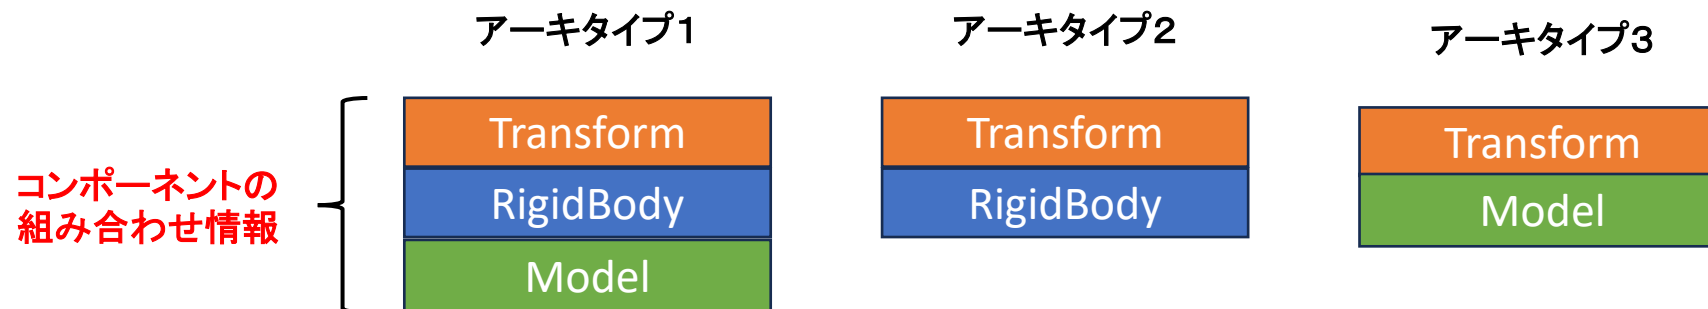 アーキタイプ1
アーキタイプ2
アーキタイプ3
コンポーネントの
組み合わせ情報
Transform
RigidBody
Model
Transform
RigidBody
Transform
Model